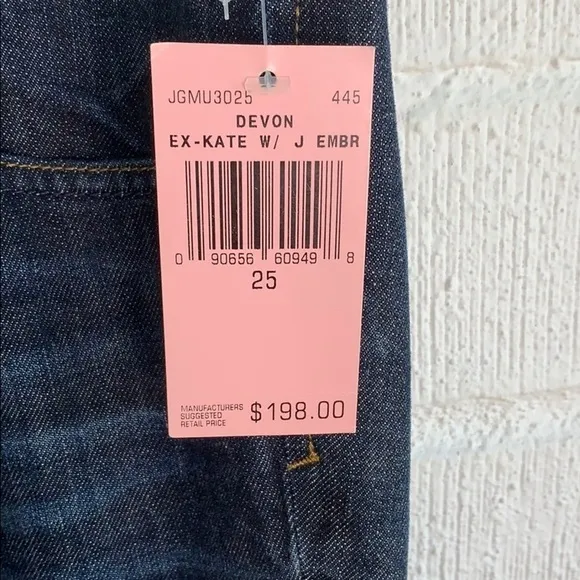 JGMU3025 445
DEVON
EX-KATE W/ J EMBR
0 90656 60949 8
25
MANUFACTURERS
SUGGESTED
RETAIL PRICE
$198.00